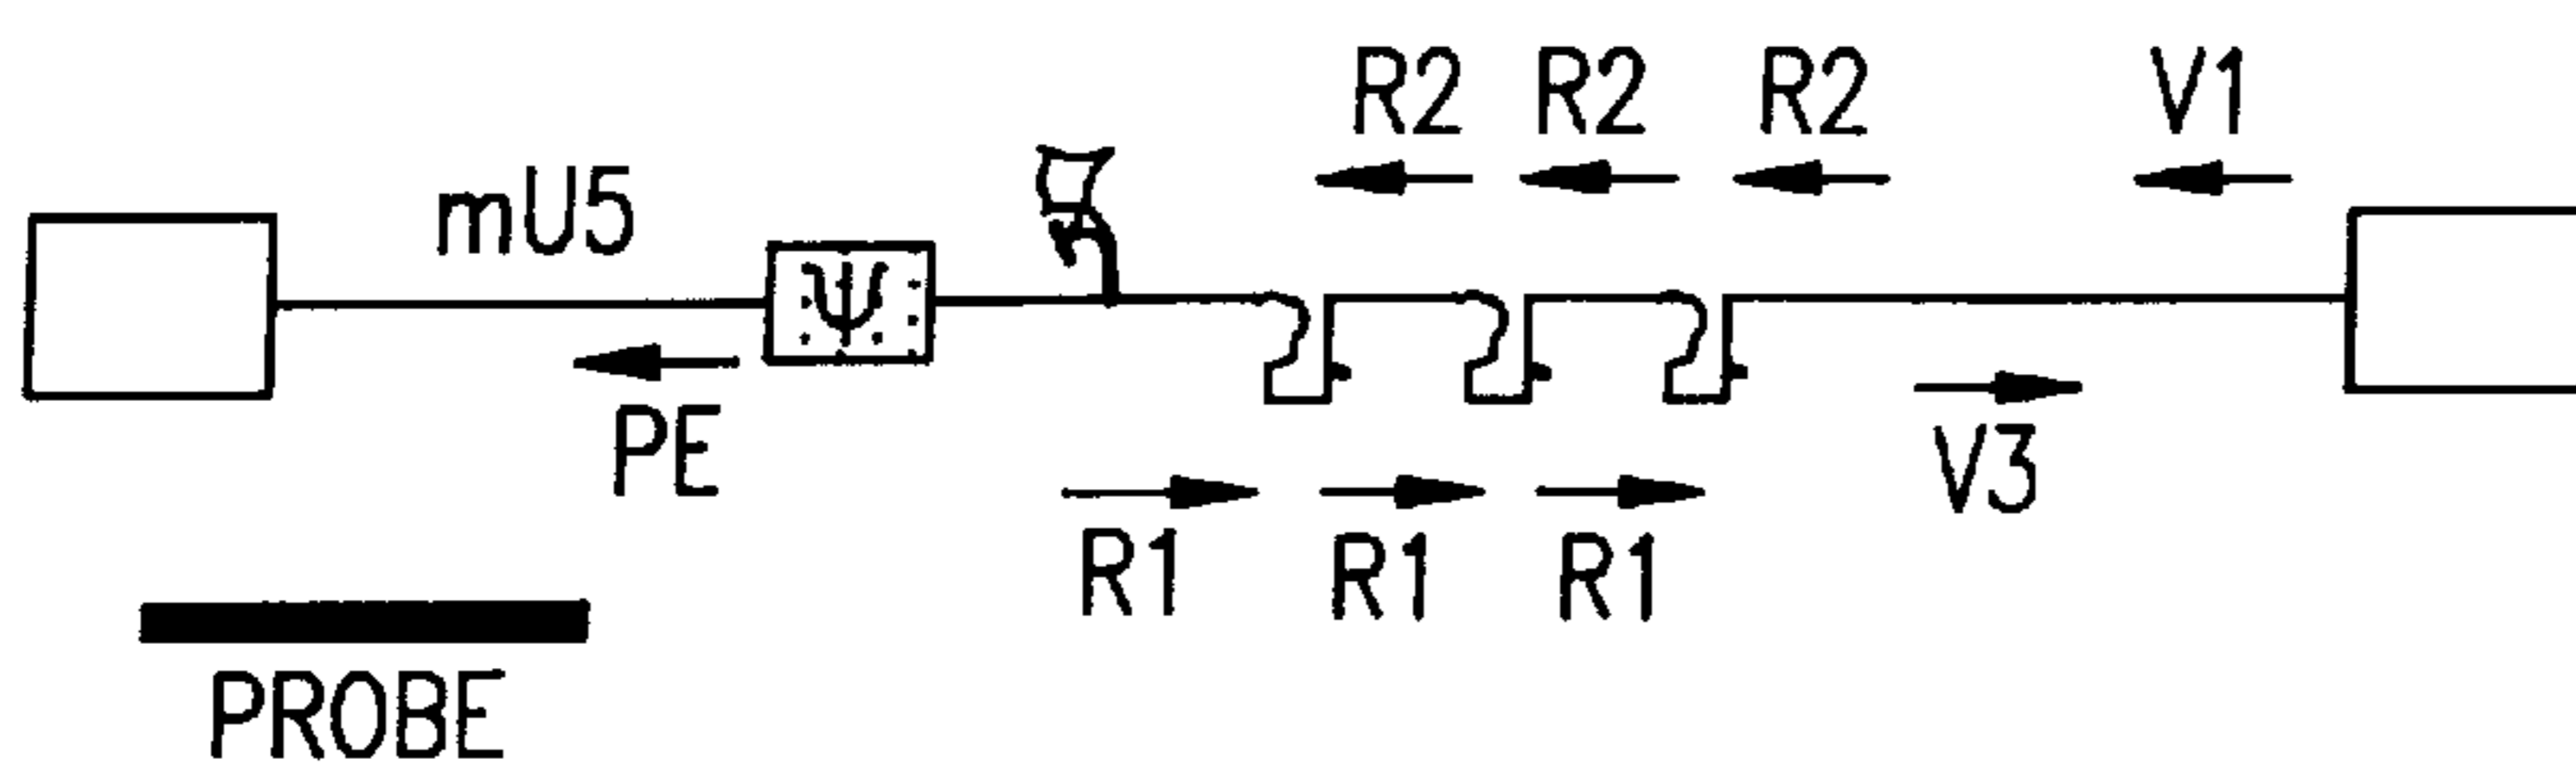 R2 R2 R2 V1
mU5
Ψ
PE
V3
R1 R1 R1
PROBE